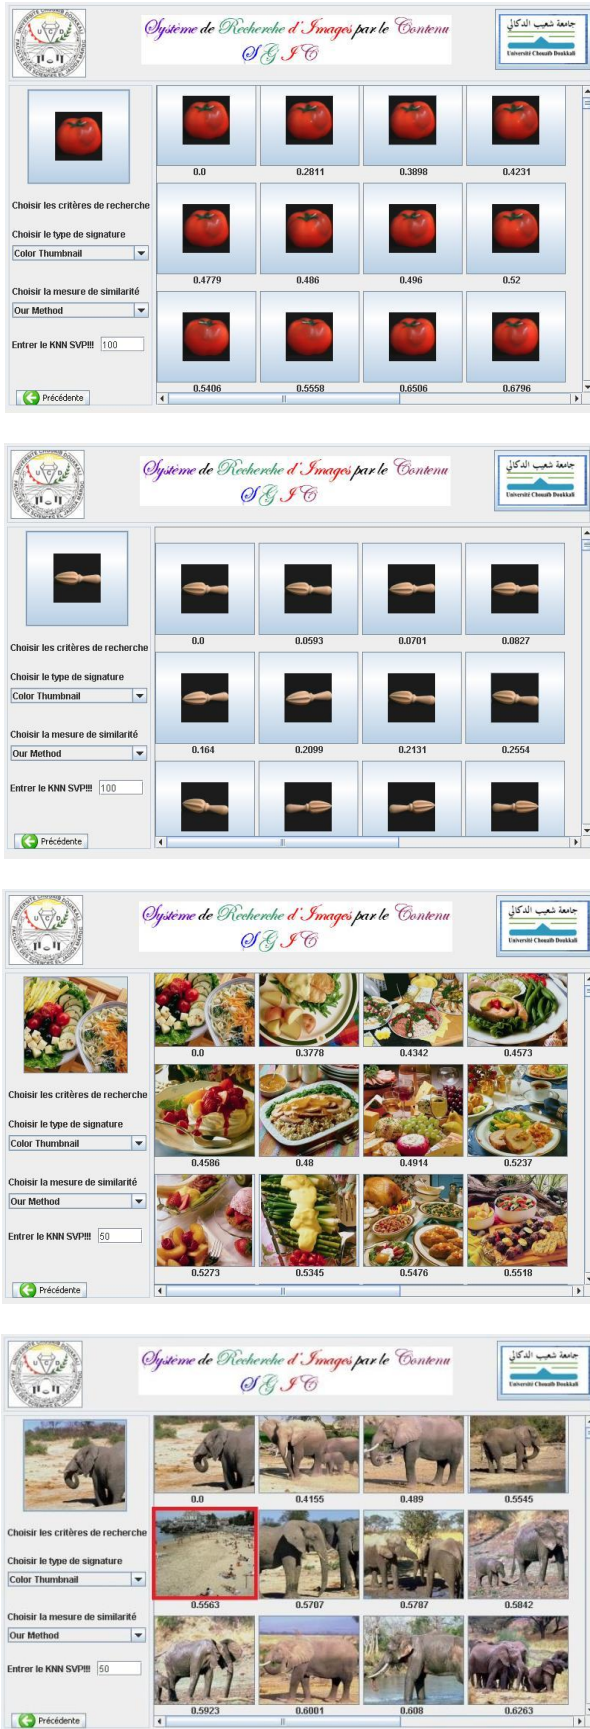 Système de Recherche d'Images par le Contenu
S G I C
جامعة شعيب الدكالي
Université Chouaib Doukkali
Choisir les critères de recherche
Choisir le type de signature
Color Thumbnail
Choisir la mesure de similarité
Our Method
Entrer le KNN SVP!!! 100
Précédente
0.0 0.2811 0.3898 0.4231
0.4779 0.486 0.496 0.52
0.5406 0.5558 0.6506 0.6796
Système de Recherche d'Images par le Contenu
S G I C
جامعة شعيب الدكالي
Université Chouaib Doukkali
Choisir les critères de recherche
Choisir le type de signature
Color Thumbnail
Choisir la mesure de similarité
Our Method
Entrer le KNN SVP!!! 100
Précédente
0.0 0.0593 0.0701 0.0827
0.164 0.2099 0.2131 0.2554
Système de Recherche d'Images par le Contenu
S G I C
جامعة شعيب الدكالي
Université Chouaib Doukkali
Choisir les critères de recherche
Choisir le type de signature
Color Thumbnail
Choisir la mesure de similarité
Our Method
Entrer le KNN SVP!!! 50
Précédente
0.0 0.3778 0.4342 0.4573
0.4586 0.48 0.4914 0.5237
0.5273 0.5345 0.5476 0.5518
Système de Recherche d'Images par le Contenu
S G I C
جامعة شعيب الدكالي
Université Chouaib Doukkali
Choisir les critères de recherche
Choisir le type de signature
Color Thumbnail
Choisir la mesure de similarité
Our Method
Entrer le KNN SVP!!! 50
Précédente
0.0 0.4155 0.489 0.5545
0.5563 0.5707 0.5787 0.5842
0.5923 0.6001 0.608 0.6263